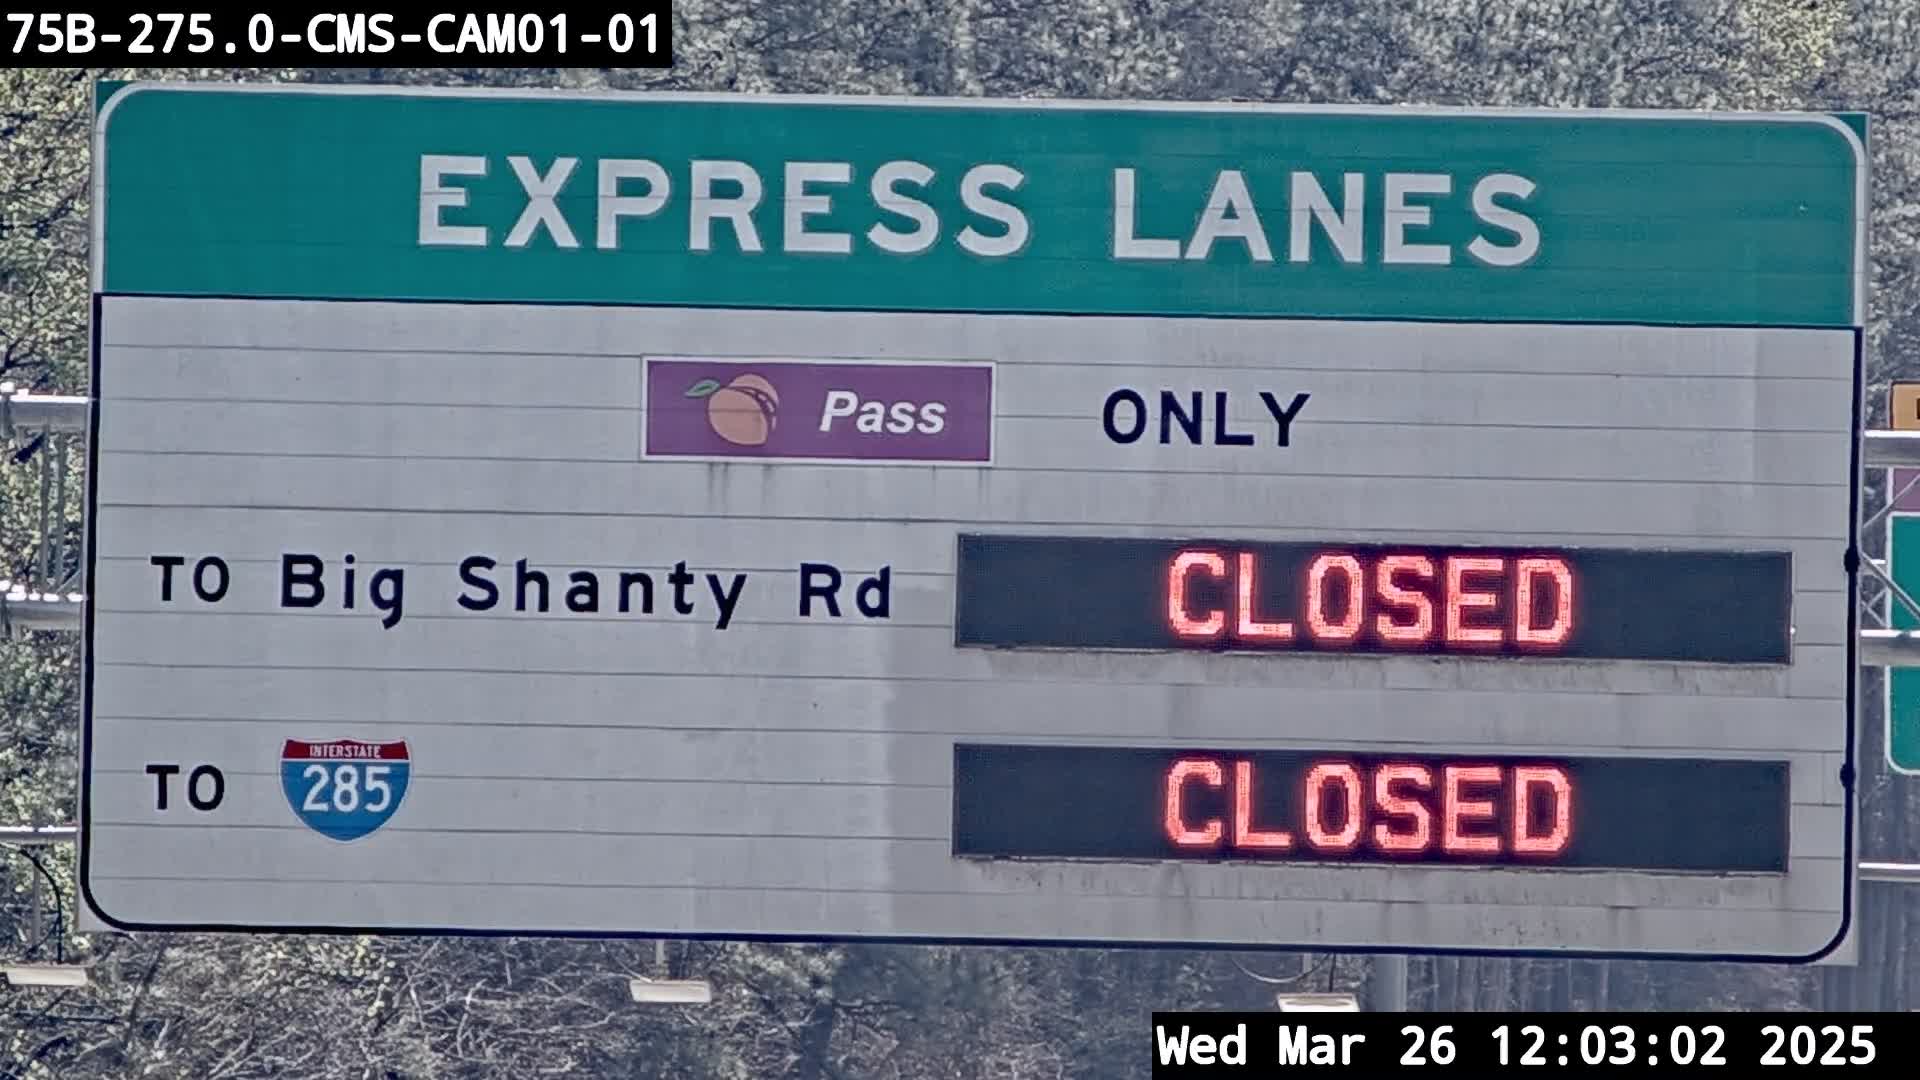 75B-275.0-CMS-CAM01-01
EXPRESS LANES
Pass ONLY
TO Big Shanty Rd CLOSED
INTERSTATE
TO 285 CLOSED
Wed Mar 26 12:03:02 2025